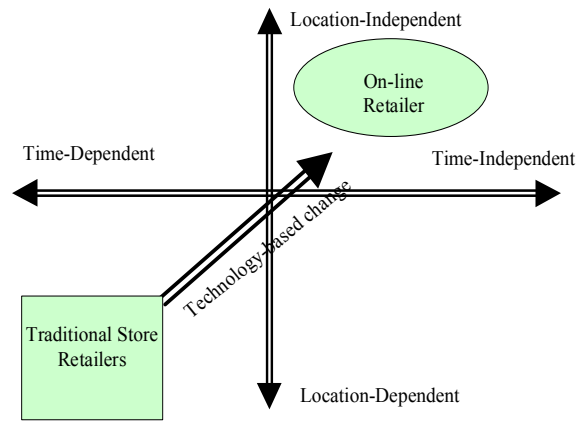 Location-Independent
On-line
Retailer
Time-Dependent
Time-Independent
Technology-based change
Traditional Store
Retailers
Location-Dependent